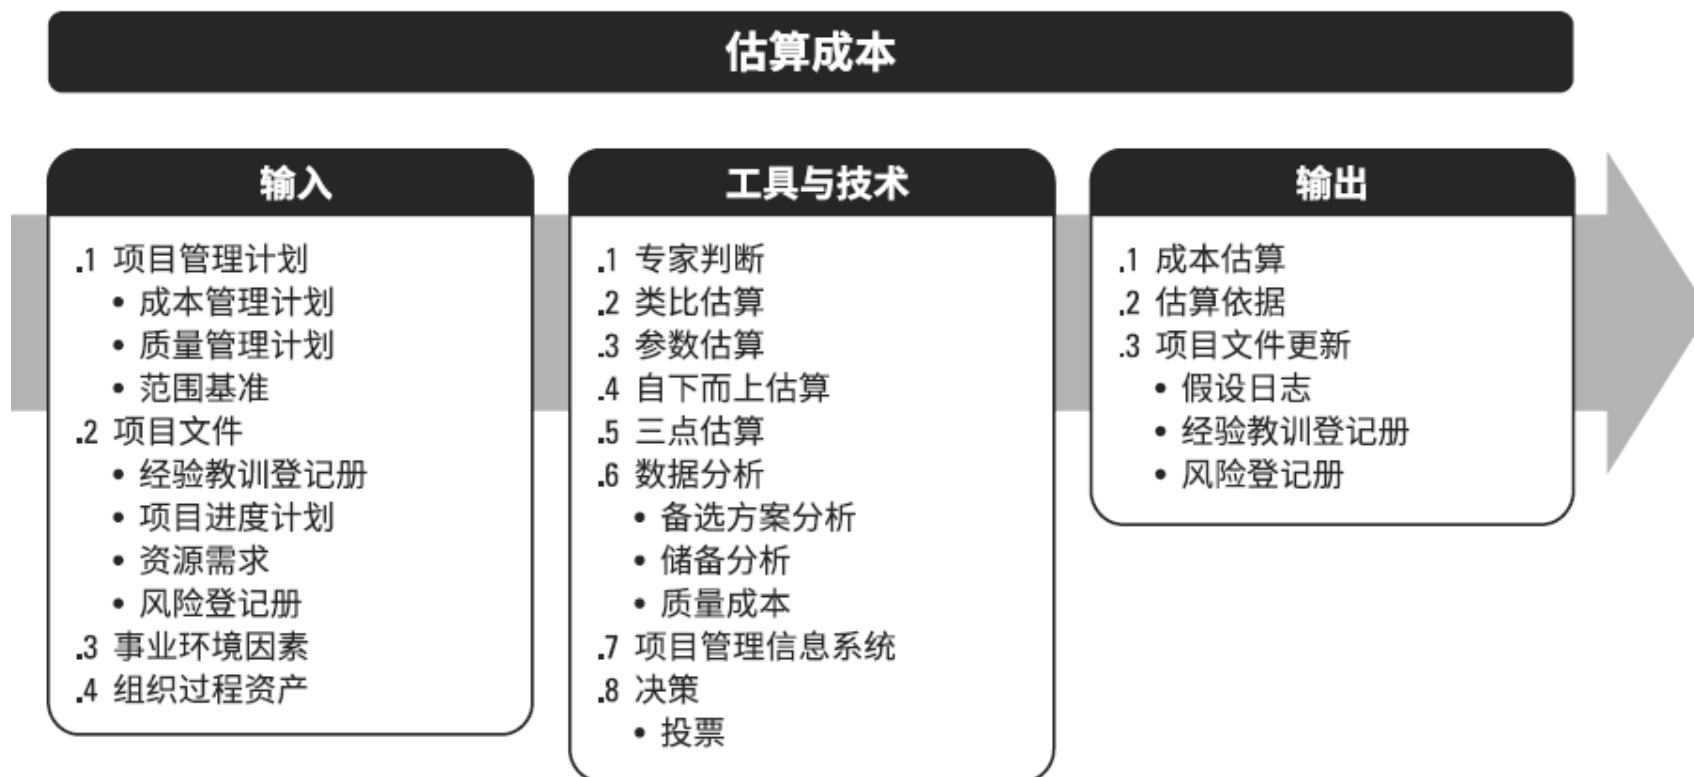 估算成本
输入
.1 项目管理计划
• 成本管理计划
• 质量管理计划
• 范围基准
.2 项目文件
• 经验教训登记册
• 项目进度计划
• 资源需求
• 风险登记册
.3 事业环境因素
.4 组织过程资产
工具与技术
.1 专家判断
.2 类比估算
.3 参数估算
.4 自下而上估算
.5 三点估算
.6 数据分析
• 备选方案分析
• 储备分析
• 质量成本
.7 项目管理信息系统
.8 决策
• 投票
输出
.1 成本估算
.2 估算依据
.3 项目文件更新
• 假设日志
• 经验教训登记册
• 风险登记册